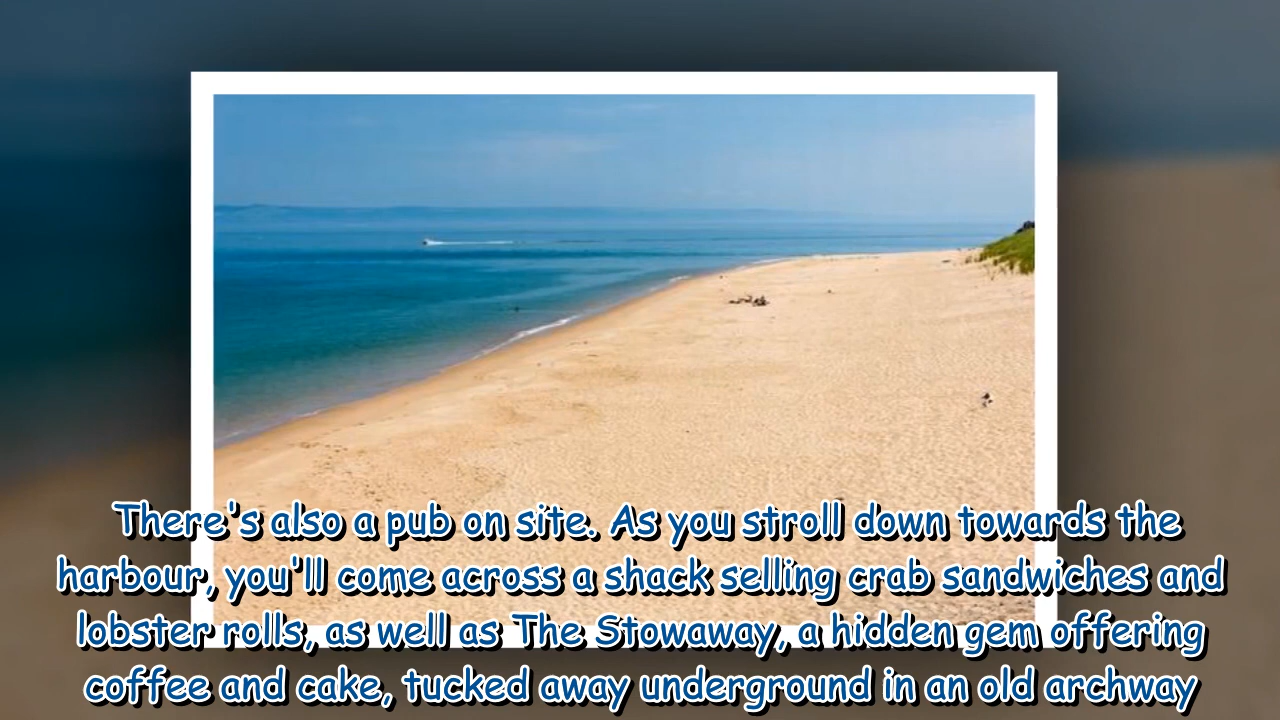 There's also a pub on site. As you stroll down towards the
harbour, you'll come across a shack selling crab sandwiches and
lobster rolls, as well as The Stowaway, a hidden gem offering
coffee and cake, tucked away underground in an old archway